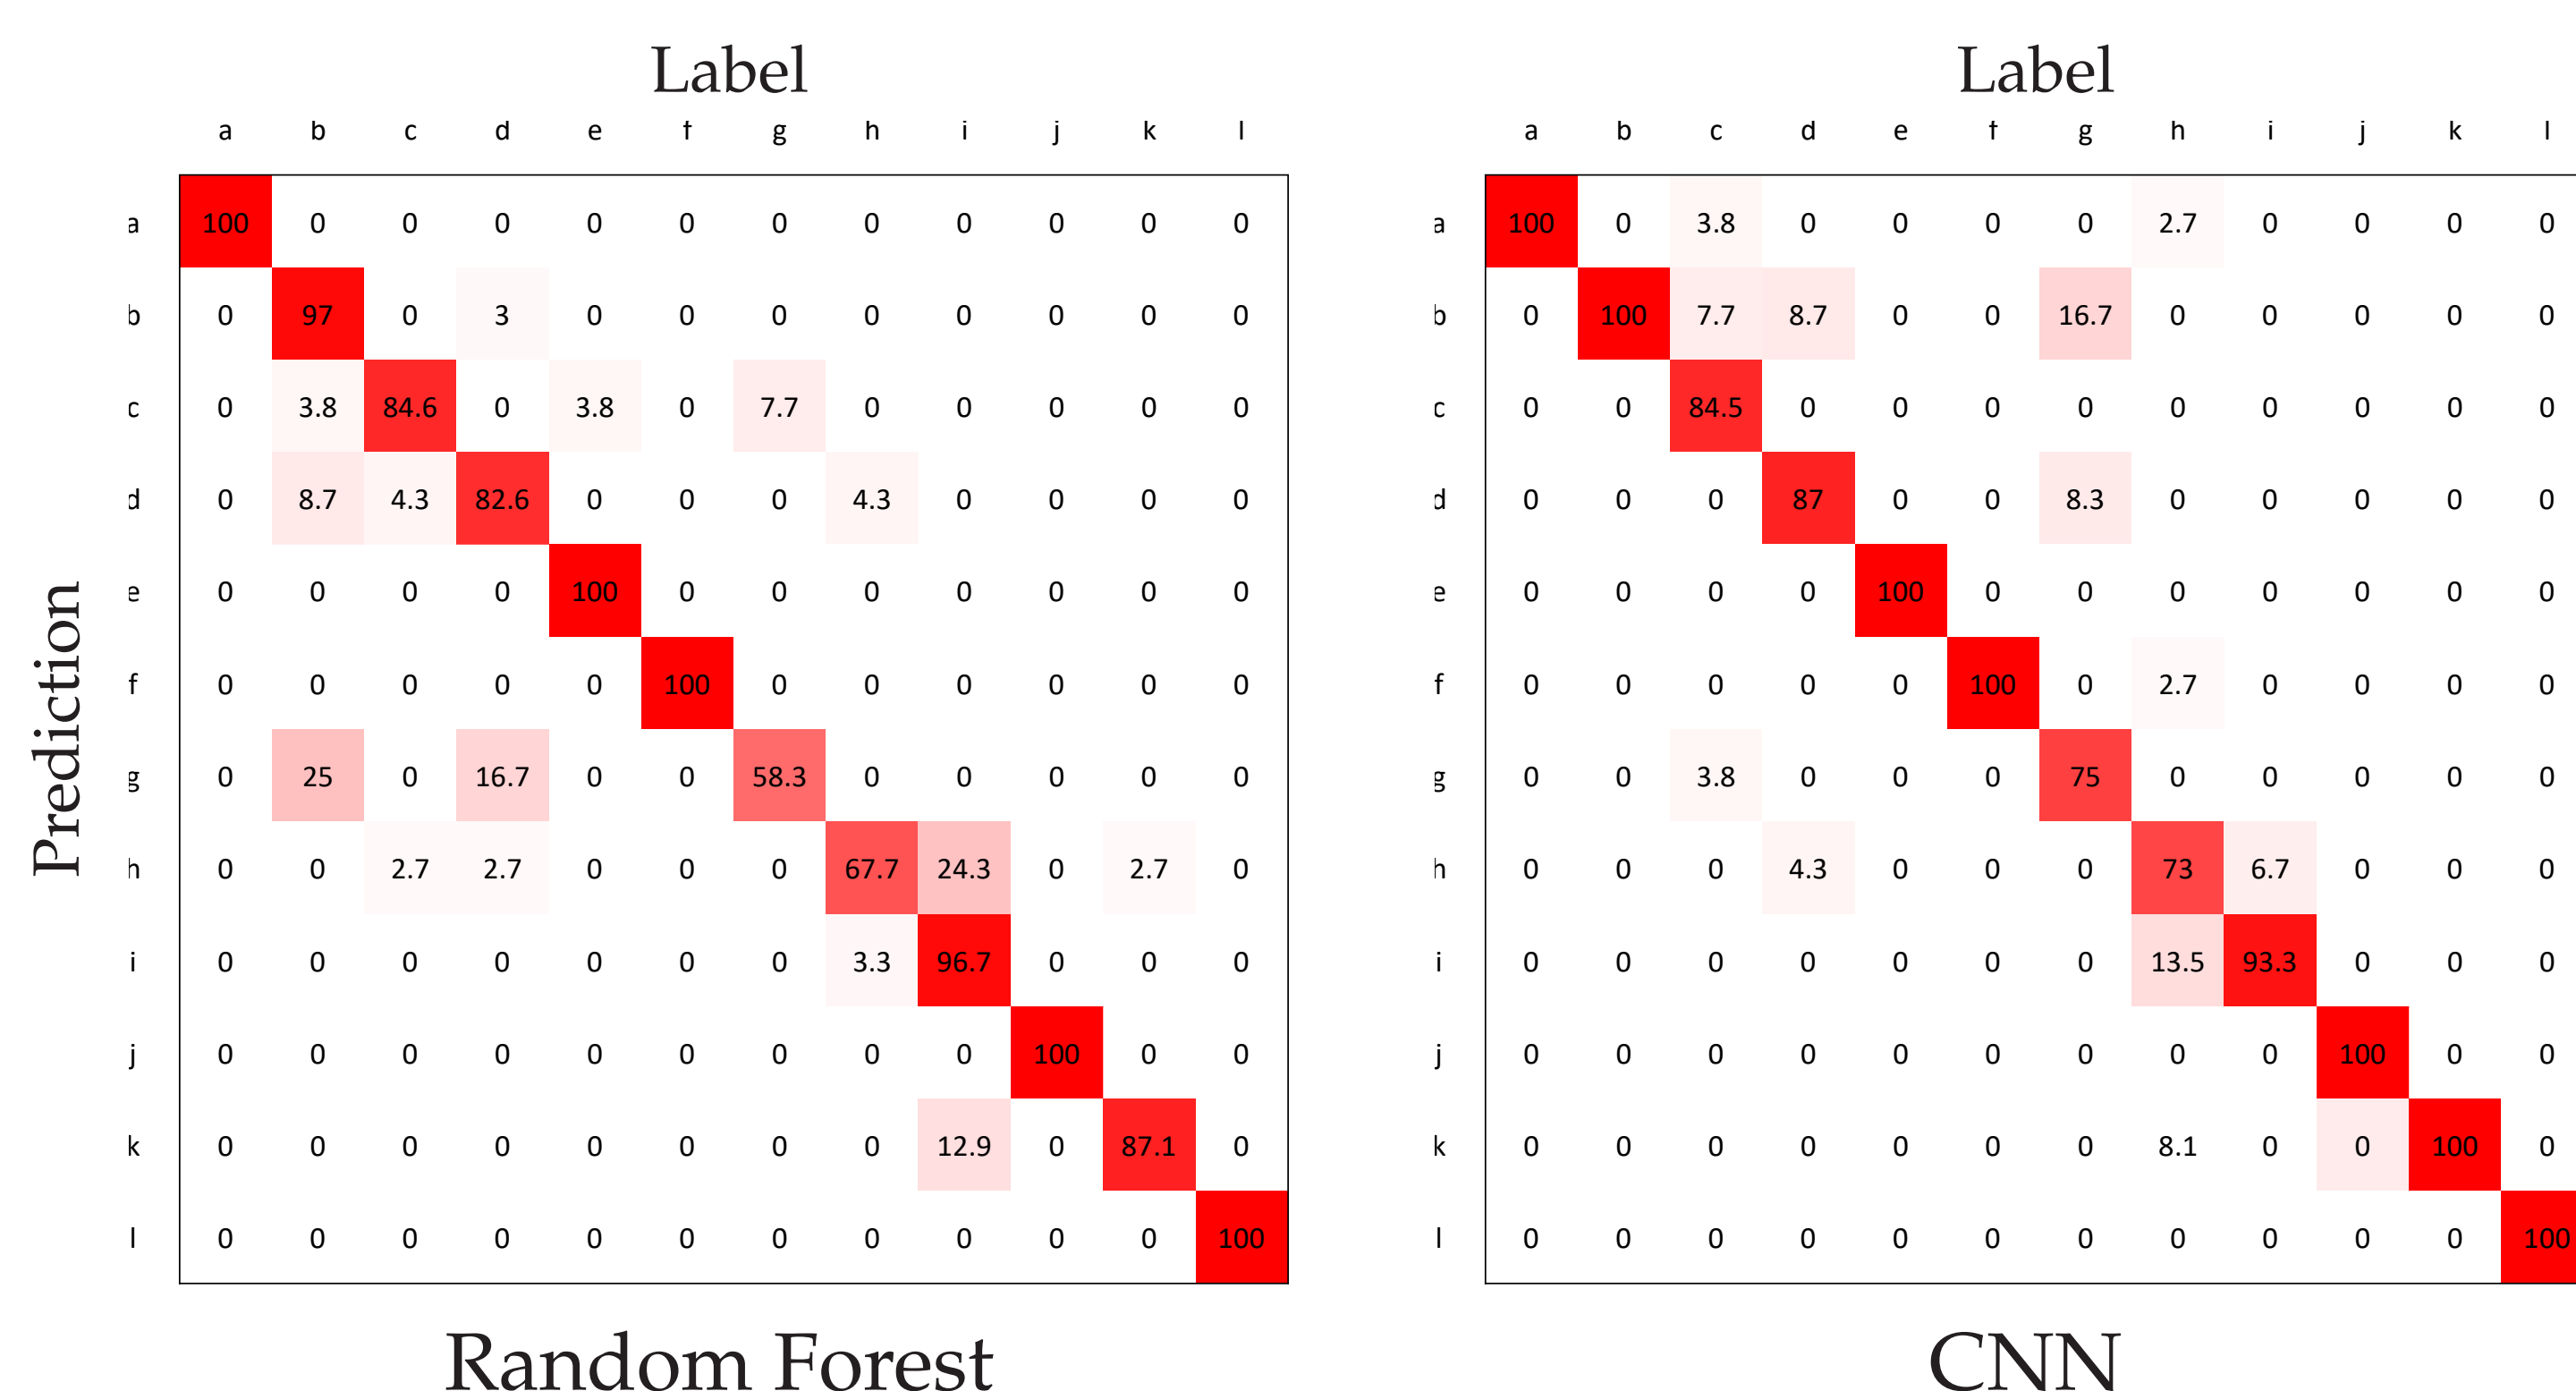 Label Label
a b c d e f g h i j k l a b c d e f g h i j k l
a 100 0 0 0 0 0 0 0 0 0 0 0 a 100 0 3.8 0 0 0 0 2.7 0 0 0 0
b 0 97 0 3 0 0 0 0 0 0 0 0 b 0 100 7.7 8.7 0 0 16.7 0 0 0 0 0
c 0 3.8 84.6 0 3.8 0 7.7 0 0 0 0 0 c 0 0 84.5 0 0 0 0 0 0 0 0 0
d 0 8.7 4.3 82.6 0 0 0 4.3 0 0 0 0 d 0 0 0 87 0 0 8.3 0 0 0 0 0
e 0 0 0 0 100 0 0 0 0 0 0 0 e 0 0 0 0 100 0 0 0 0 0 0 0
f 0 0 0 0 0 100 0 0 0 0 0 0 f 0 0 0 0 0 100 0 2.7 0 0 0 0
g 0 25 0 16.7 0 0 58.3 0 0 0 0 0 g 0 0 3.8 0 0 0 75 0 0 0 0 0
h 0 0 2.7 2.7 0 0 0 67.7 24.3 0 2.7 0 h 0 0 0 4.3 0 0 0 73 6.7 0 0 0
i 0 0 0 0 0 0 0 3.3 96.7 0 0 0 i 0 0 0 0 0 0 0 13.5 93.3 0 0 0
j 0 0 0 0 0 0 0 0 0 100 0 0 j 0 0 0 0 0 0 0 0 0 100 0 0
k 0 0 0 0 0 0 0 0 12.9 0 87.1 0 k 0 0 0 0 0 0 0 8.1 0 0 100 0
l 0 0 0 0 0 0 0 0 0 0 0 100 l 0 0 0 0 0 0 0 0 0 0 0 100
Prediction
Random Forest CNN